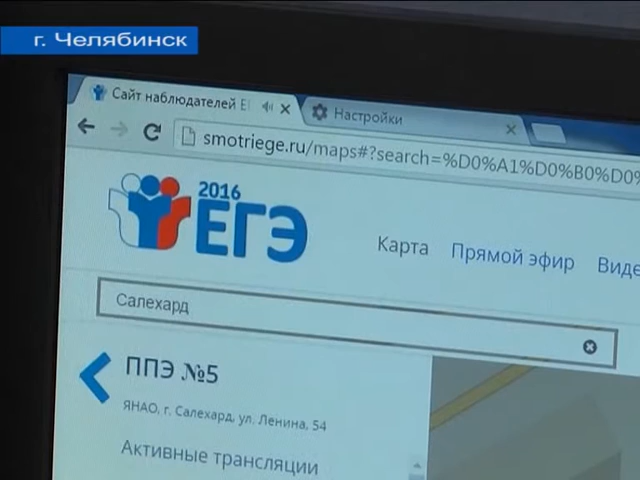 г. Челябинск
Сайт наблюдателей ЕГ
Настройки
smotriege.ru/maps#?search=%D0%A1%D0%B0%D0%
2016
ЕГЭ
Карта Прямой эфир Виде
Салехард
ППЭ №5
ЯНАО, г. Салехард, ул. Ленина, 54
Активные трансляции